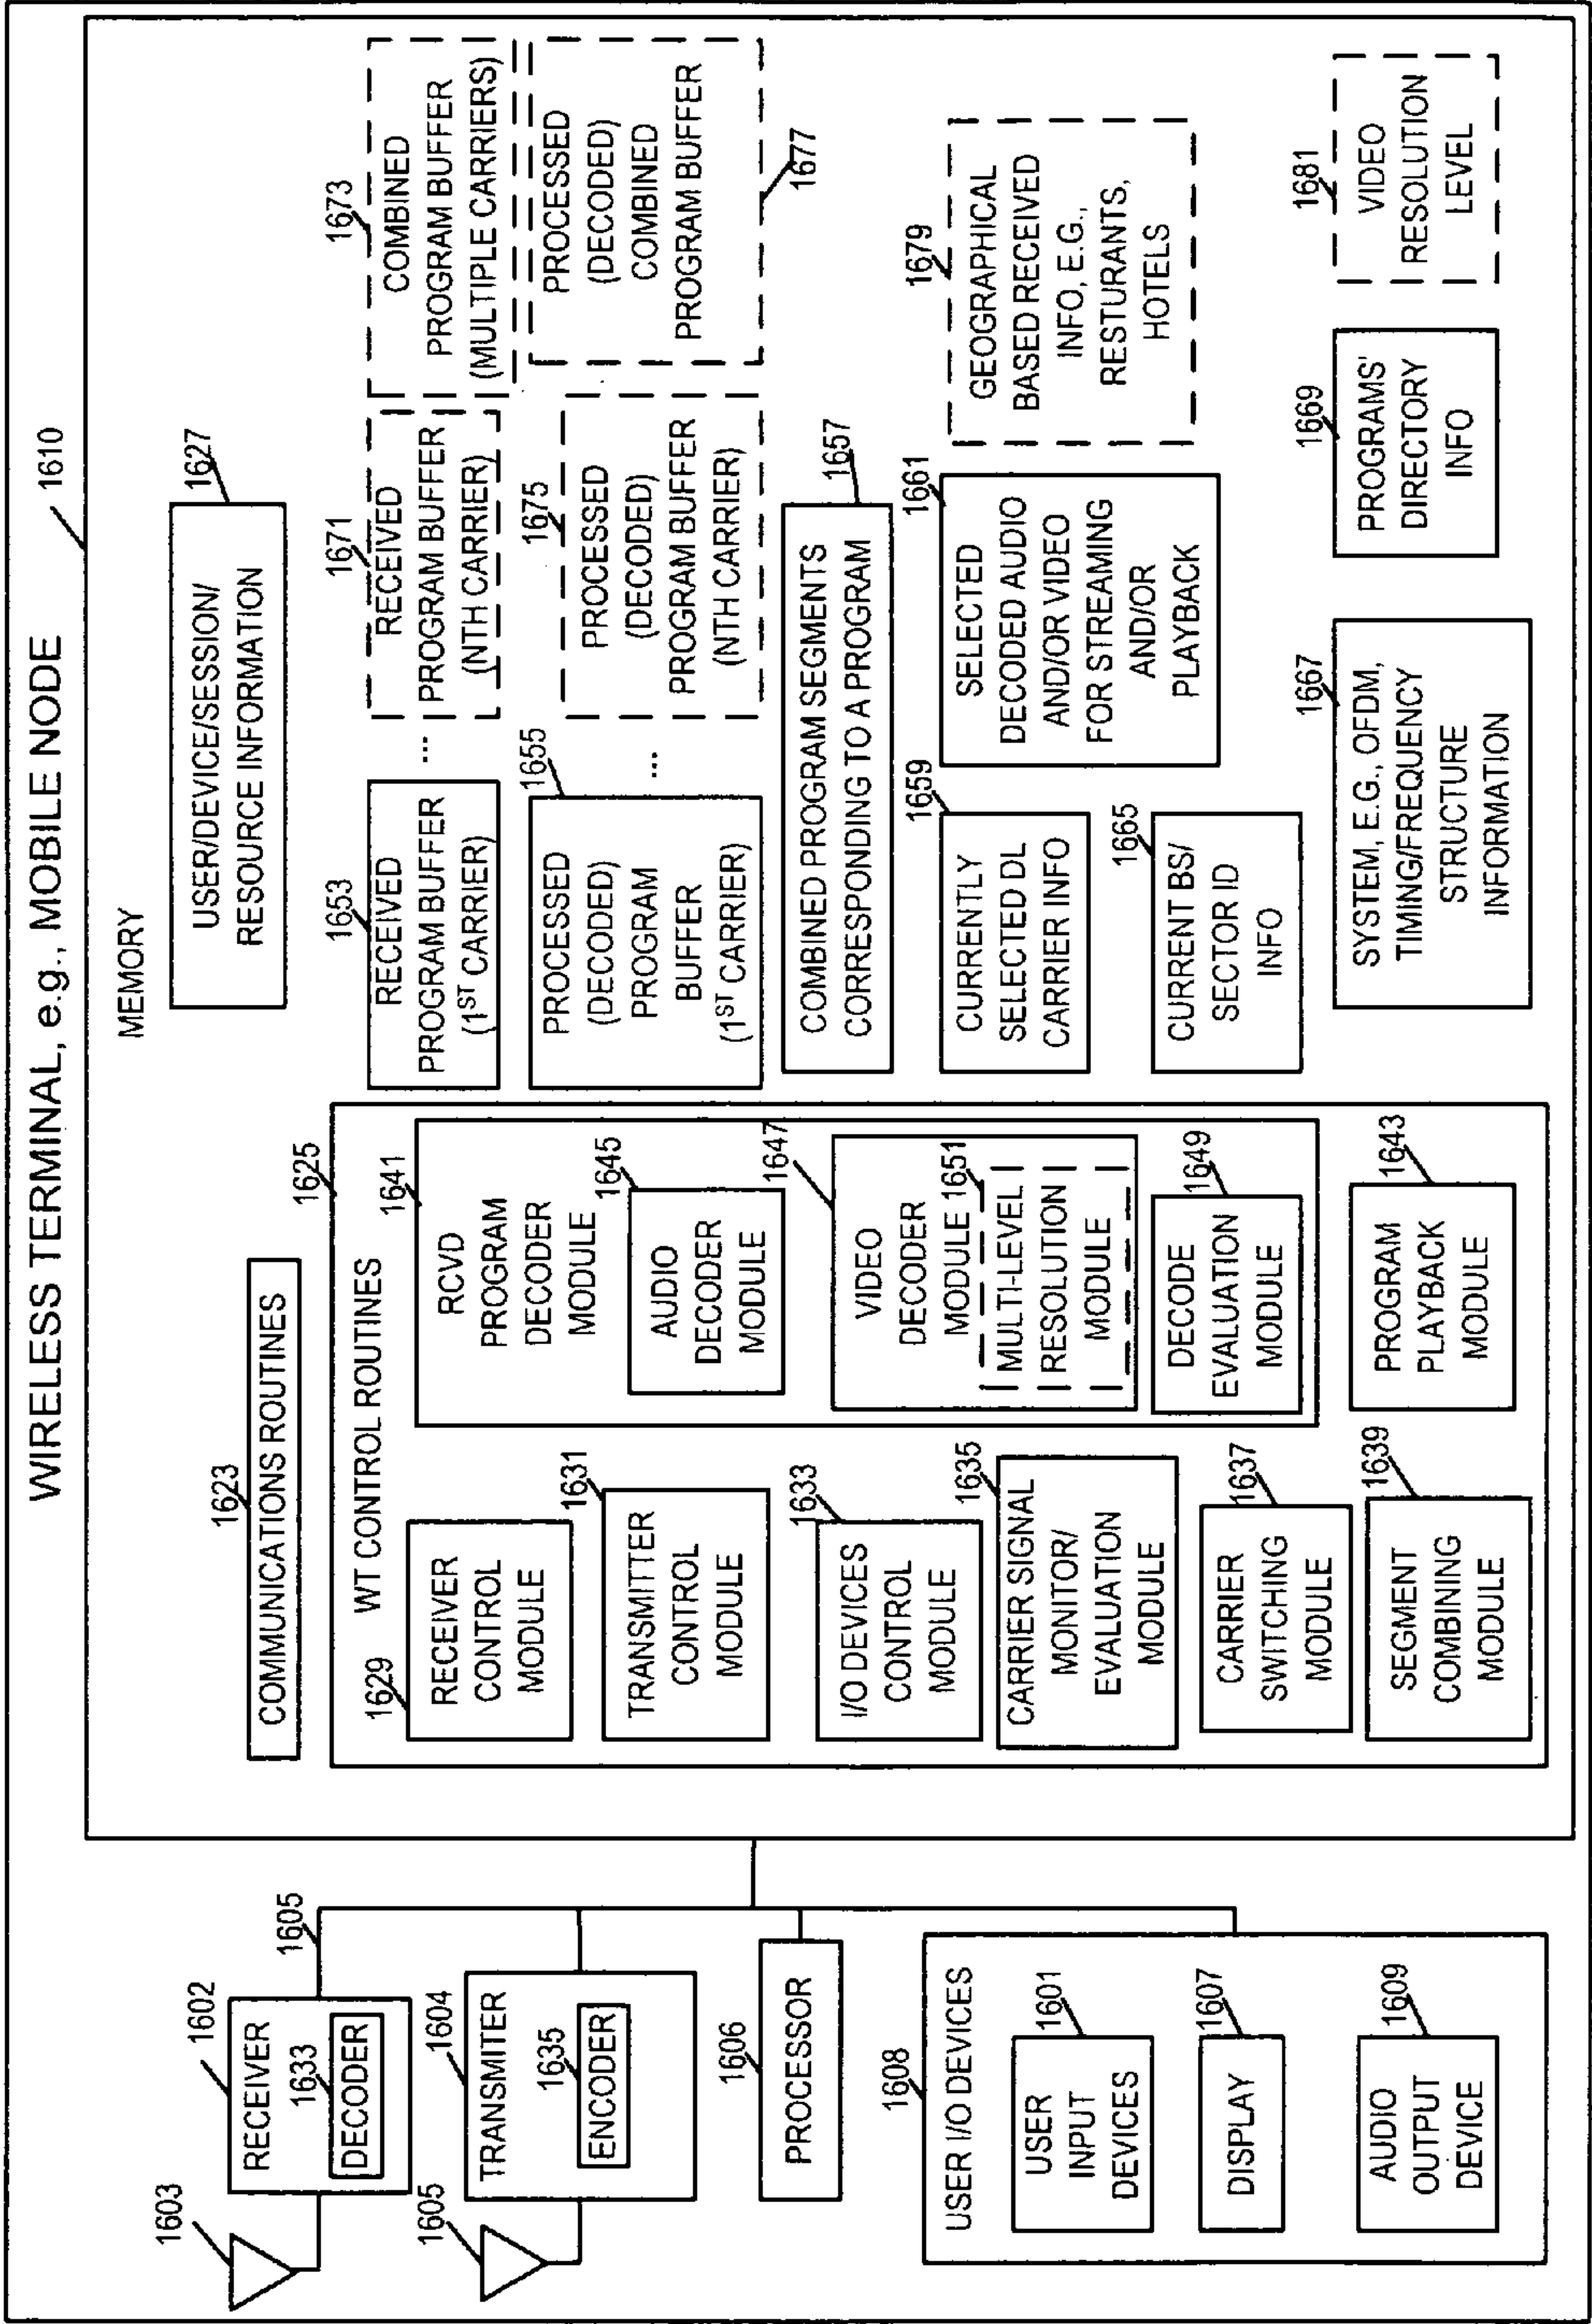 WIRELESS TERMINAL, e.g., MOBILE NODE
1610
1603
1602
RECEIVER
1633
DECODER
1605
1605
1604
TRANSMITTER
1635
ENCODER
1606
PROCESSOR
1608
USER I/O DEVICES
1601
USER
INPUT
DEVICES
1607
DISPLAY
1609
AUDIO
OUTPUT
DEVICE
MEMORY
1623
COMMUNICATIONS ROUTINES
1625
WT CONTROL ROUTINES
1629
RECEIVER
CONTROL
MODULE
1631
TRANSMITTER
CONTROL
MODULE
1633
I/O DEVICES
CONTROL
MODULE
1635
CARRIER SIGNAL
MONITOR/
EVALUATION
MODULE
1637
CARRIER
SWITCHING
MODULE
1639
SEGMENT
COMBINING
MODULE
1641
RCVD
PROGRAM
DECODER
MODULE
1645
AUDIO
DECODER
MODULE
1647
VIDEO
DECODER
MODULE
1651
MULTI-LEVEL
RESOLUTION
MODULE
1649
DECODE
EVALUATION
MODULE
1643
PROGRAM
PLAYBACK
MODULE
1627
USER/DEVICE/SESSION/
RESOURCE INFORMATION
1653
RECEIVED
PROGRAM BUFFER
(1ST CARRIER)
...
1671
RECEIVED
PROGRAM BUFFER
(NTH CARRIER)
1673
COMBINED
PROGRAM BUFFER
(MULTIPLE CARRIERS)
1655
PROCESSED
(DECODED)
PROGRAM
BUFFER
(1ST CARRIER)
...
1675
PROCESSED
(DECODED)
PROGRAM BUFFER
(NTH CARRIER)
PROCESSED
(DECODED)
COMBINED
PROGRAM BUFFER
1677
1657
COMBINED PROGRAM SEGMENTS
CORRESPONDING TO A PROGRAM
1659
CURRENTLY
SELECTED DL
CARRIER INFO
1661
SELECTED
DECODED AUDIO
AND/OR VIDEO
FOR STREAMING
AND/OR
PLAYBACK
1679
GEOGRAPHICAL
BASED RECEIVED
INFO, E.G.,
RESTURANTS,
HOTELS
1665
CURRENT BS/
SECTOR ID
INFO
1667
SYSTEM, E.G., OFDM,
TIMING/FREQUENCY
STRUCTURE
INFORMATION
1669
PROGRAMS'
DIRECTORY
INFO
1681
VIDEO
RESOLUTION
LEVEL